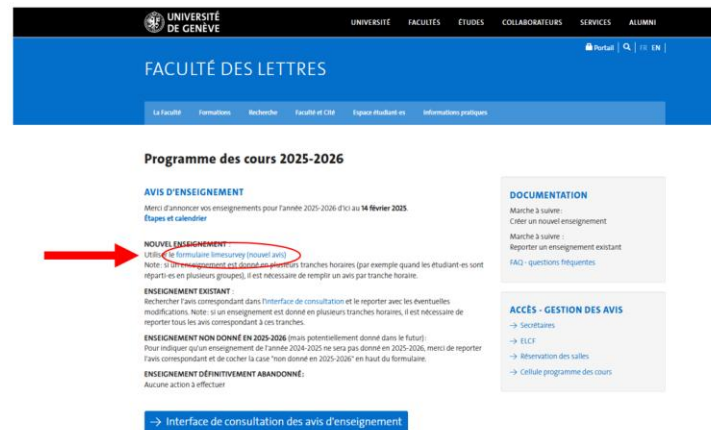 UNIVERSITÉ
DE GENÈVE
UNIVERSITÉ FACULTÉS ÉTUDES COLLABORATEURS SERVICES ALUMNI
Portail | | FR EN |
FACULTÉ DES LETTRES
La Faculté Formations Recherche Faculté et Cité Espace étudiant-es Informations pratiques
Programme des cours 2025-2026
AVIS D'ENSEIGNEMENT
Merci d'annoncer vos enseignements pour l'année 2025-2026 d'ici au 14 février 2025.
Étapes et calendrier
NOUVEL ENSEIGNEMENT :
Utiliser le formulaire limesurvey (nouvel avis)
Note : si un enseignement est donné en plusieurs tranches horaires (par exemple quand les étudiant-es sont
réparti-es en plusieurs groupes), il est nécessaire de remplir un avis par tranche horaire.
ENSEIGNEMENT EXISTANT :
Rechercher l'avis correspondant dans l'interface de consultation et le reporter avec les éventuelles
modifications. Note : si un enseignement est donné en plusieurs tranches horaires, il est nécessaire de
reporter tous les avis correspondant à ces tranches.
ENSEIGNEMENT NON DONNÉ EN 2025-2026 (mais potentiellement donné dans le futur) :
Pour indiquer qu'un enseignement de l'année 2024-2025 ne sera pas donné en 2025-2026, merci de reporter
l'avis correspondant et de cocher la case "non donné en 2025-2026" en haut du formulaire.
ENSEIGNEMENT DÉFINITIVEMENT ABANDONNÉ :
Aucune action à effectuer
→ Interface de consultation des avis d'enseignement
DOCUMENTATION
Marche à suivre :
Créer un nouvel enseignement
Marche à suivre :
Reporter un enseignement existant
FAQ - questions fréquentes
ACCÈS - GESTION DES AVIS
→ Secrétaires
→ ELCF
→ Réservation des salles
→ Cellule programme des cours